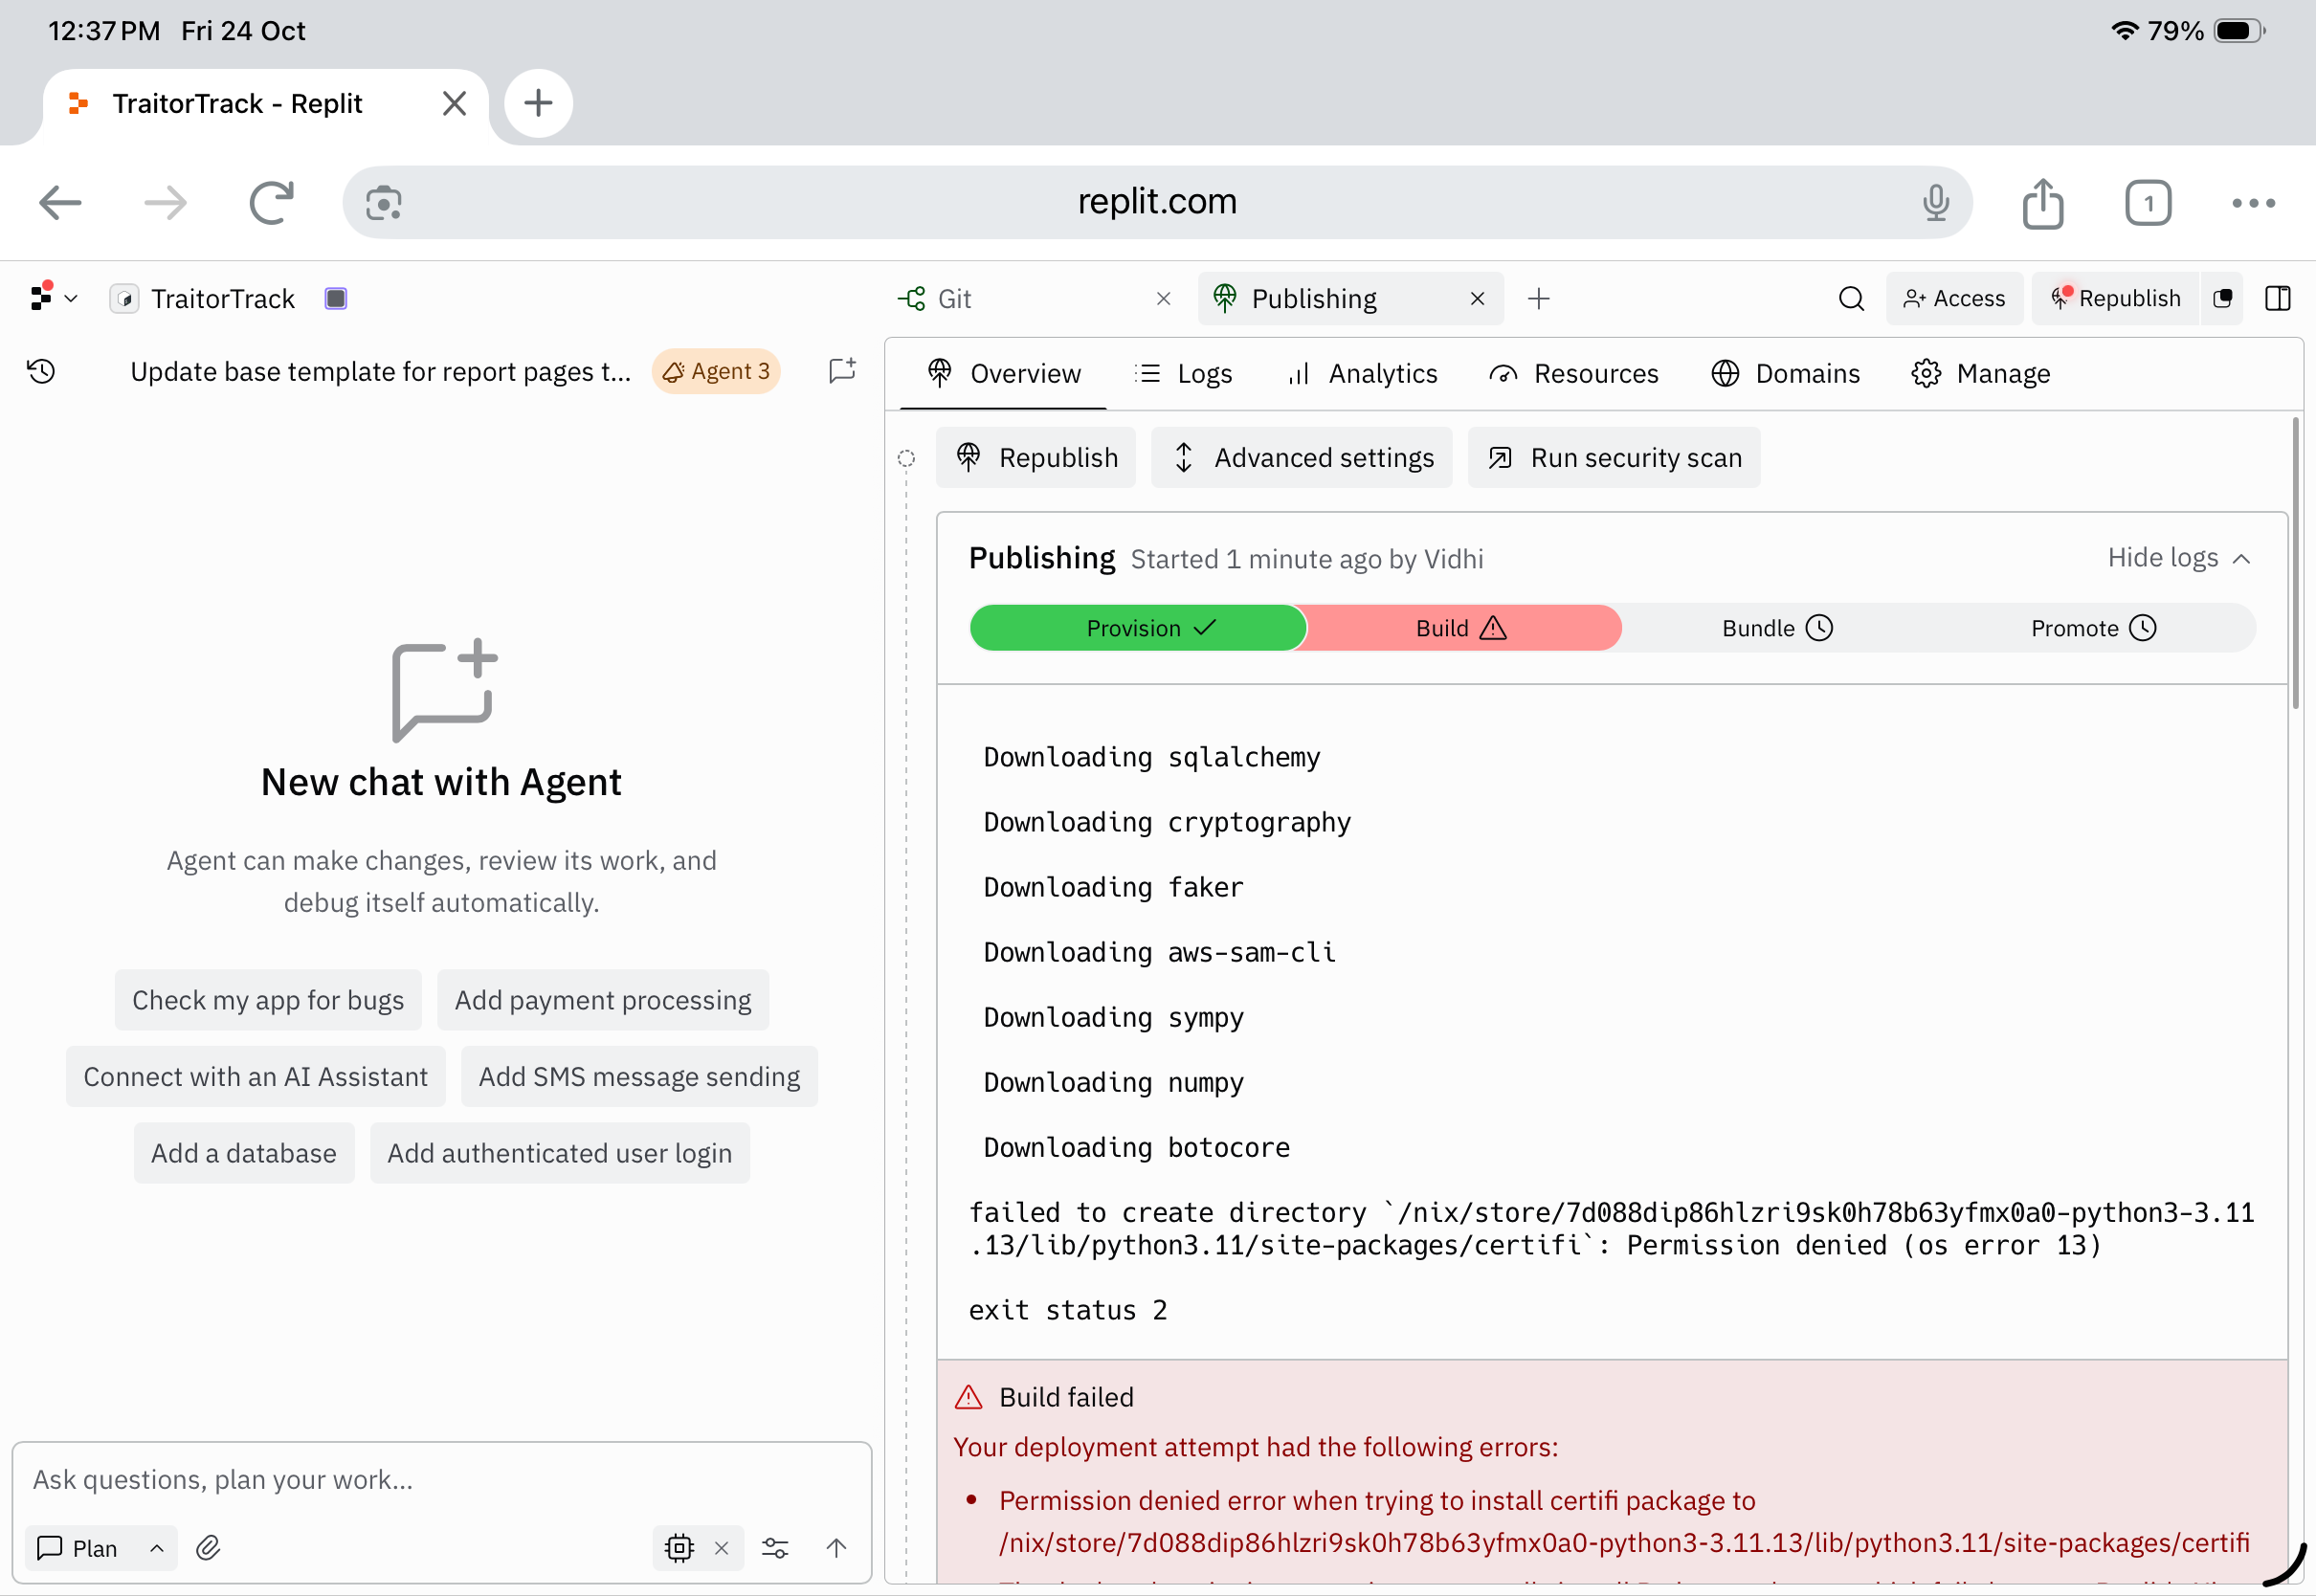 12:37 PM Fri 24 Oct
79%
TraitorTrack - Replit
replit.com
1
TraitorTrack
Git
Publishing
Access
Republish
Update base template for report pages t...
Agent 3
Overview
Logs
Analytics
Resources
Domains
Manage
Republish
Advanced settings
Run security scan
Publishing Started 1 minute ago by Vidhi
Hide logs
Provision
Build
Bundle
Promote
Downloading sqlalchemy
Downloading cryptography
Downloading faker
Downloading aws-sam-cli
Downloading sympy
Downloading numpy
Downloading botocore
failed to create directory `/nix/store/7d088dip86hlzri9sk0h78b63yfmx0a0-python3-3.11
.13/lib/python3.11/site-packages/certifi`: Permission denied (os error 13)
exit status 2
Build failed
Your deployment attempt had the following errors:
• Permission denied error when trying to install certifi package to
/nix/store/7d088dip86hlzri9sk0h78b63yfmx0a0-python3-3.11.13/lib/python3.11/site-packages/certifi
New chat with Agent
Agent can make changes, review its work, and
debug itself automatically.
Check my app for bugs
Add payment processing
Connect with an AI Assistant
Add SMS message sending
Add a database
Add authenticated user login
Ask questions, plan your work...
Plan